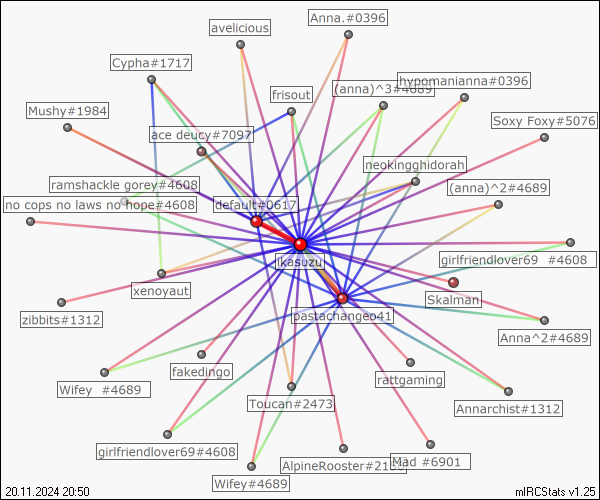 avelicious
Anna.#0396
Cypha#1717
hypomanianna#0396
frisout
(anna)^3#4689
Mushy#1984
Soxy Foxy#5076
ace deucy#7097
neokingghidorah
ramshackle gorey#4608
(anna)^2#4689
no cops no laws no hope#4608
default#0617
ikasuzu
girlfriendlover69 #4608
xenoyaut
Skalman
pastachangeo41
zibbits#1312
Anna^2#4689
fakedingo
rattgaming
Wifey #4689
Toucan#2473
Annarchist#1312
girlfriendlover69#4608
AlpineRooster#21
Mad #6901
Wifey#4689
20.11.2024 20:50
mIRCStats v1.25